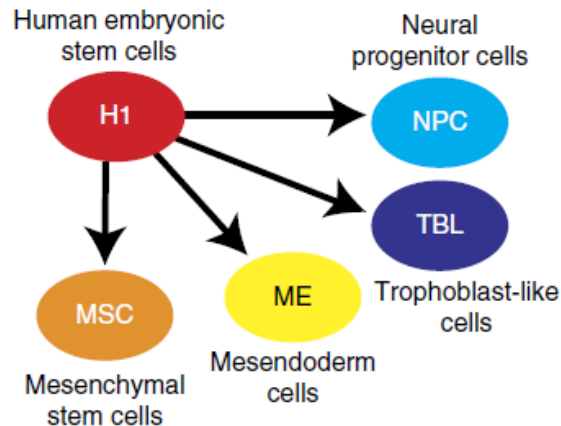 Human embryonic
stem cells
H1
Neural
progenitor cells
NPC
TBL
Trophoblast-like
cells
ME
Mesendoderm
cells
MSC
Mesenchymal
stem cells